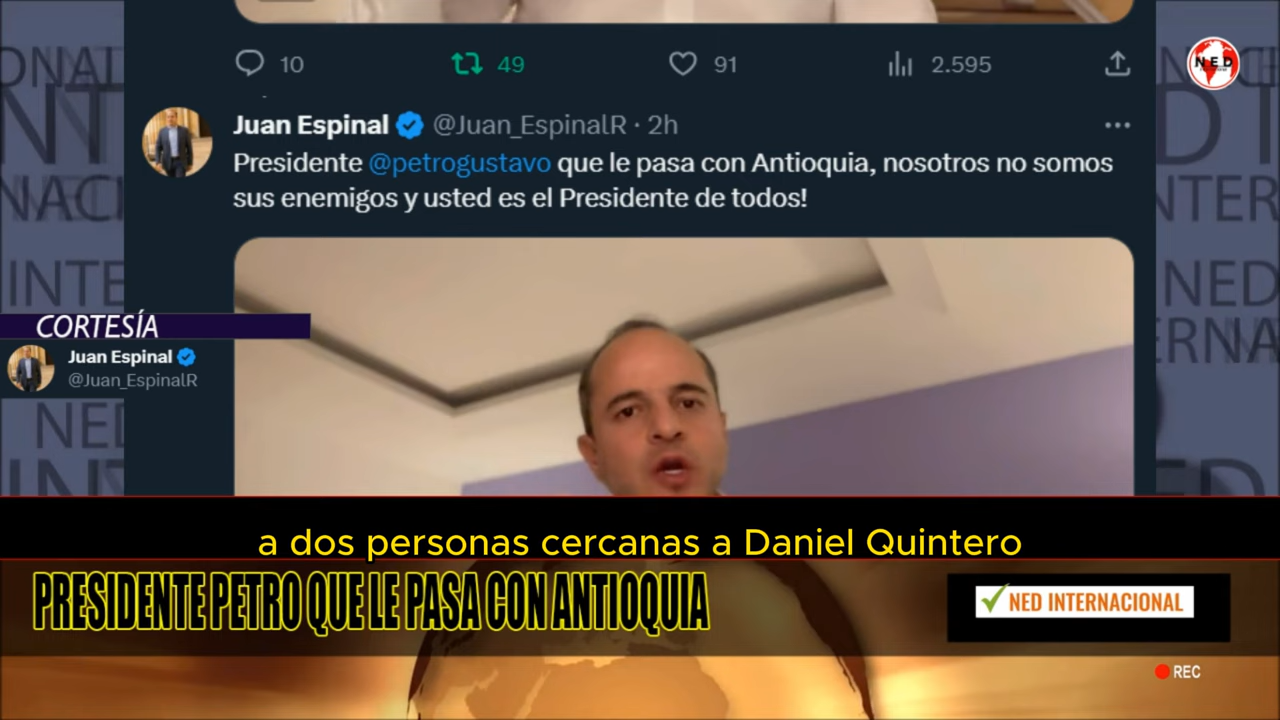 10 49 91 2.595
NED
Juan Espinal @Juan_EspinalR · 2h
Presidente @petrogustavo que le pasa con Antioquia, nosotros no somos
sus enemigos y usted es el Presidente de todos!
CORTESÍA
Juan Espinal
@Juan_EspinalR
a dos personas cercanas a Daniel Quintero
PRESIDENTE PETRO QUE LE PASA CON ANTIOQUIA
NED INTERNACIONAL
REC